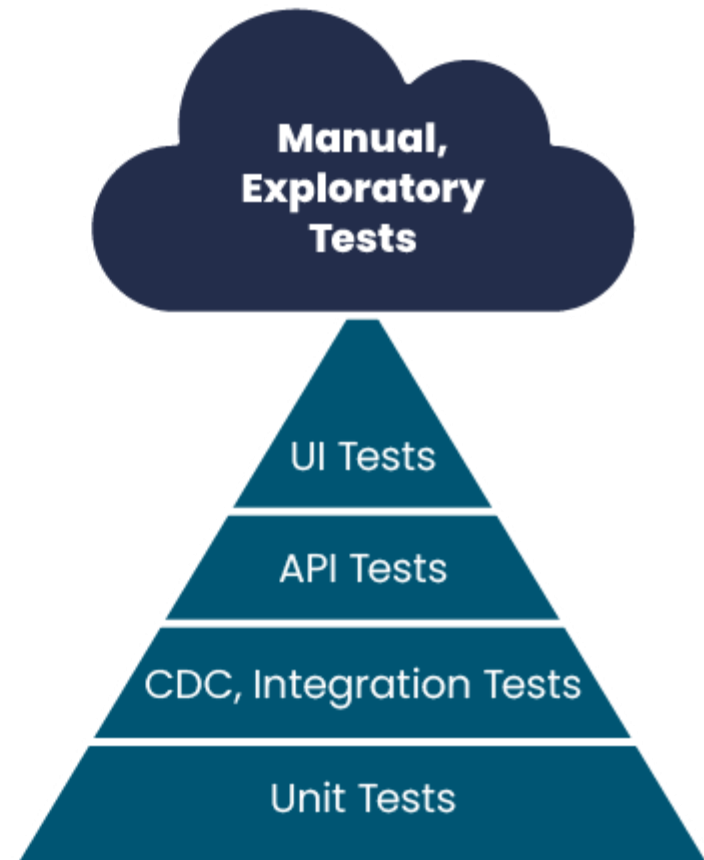 Manual,
Exploratory
Tests
UI Tests
API Tests
CDC, Integration Tests
Unit Tests